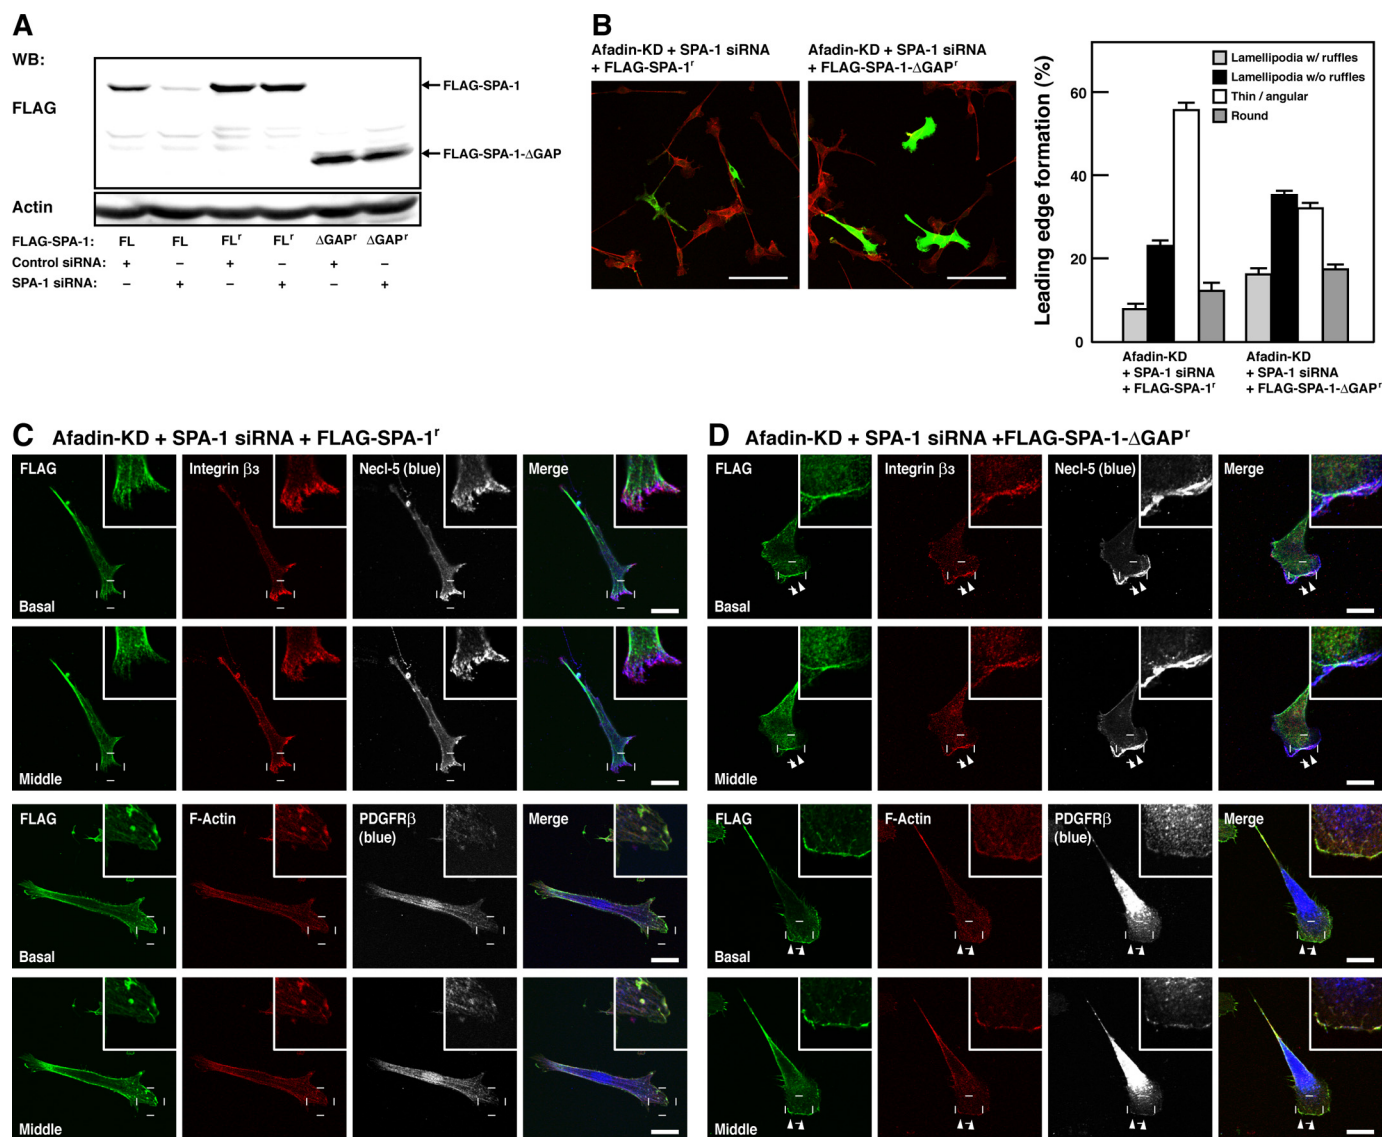 A
WB:
FLAG
FLAG-SPA-1
FLAG-SPA-1-ΔGAP
Actin
FLAG-SPA-1: FL FL FLr FLr ΔGAPr ΔGAPr
Control siRNA: + – + – + –
SPA-1 siRNA: – + – + – +
B
Afadin-KD + SPA-1 siRNA
+ FLAG-SPA-1r
Afadin-KD + SPA-1 siRNA
+ FLAG-SPA-1-ΔGAPr
Leading edge formation (%)
60
40
20
0
Lamellipodia w/ ruffles
Lamellipodia w/o ruffles
Thin / angular
Round
Afadin-KD
+ SPA-1 siRNA
+ FLAG-SPA-1r
Afadin-KD
+ SPA-1 siRNA
+ FLAG-SPA-1-ΔGAPr
C Afadin-KD + SPA-1 siRNA + FLAG-SPA-1r
FLAG Integrin β3 Necl-5 (blue) Merge
Basal
Middle
FLAG F-Actin PDGFRβ Merge
(blue)
Basal
Middle
D Afadin-KD + SPA-1 siRNA +FLAG-SPA-1-ΔGAPr
FLAG Integrin β3 Necl-5 (blue) Merge
Basal
Middle
FLAG F-Actin PDGFRβ Merge
(blue)
Basal
Middle